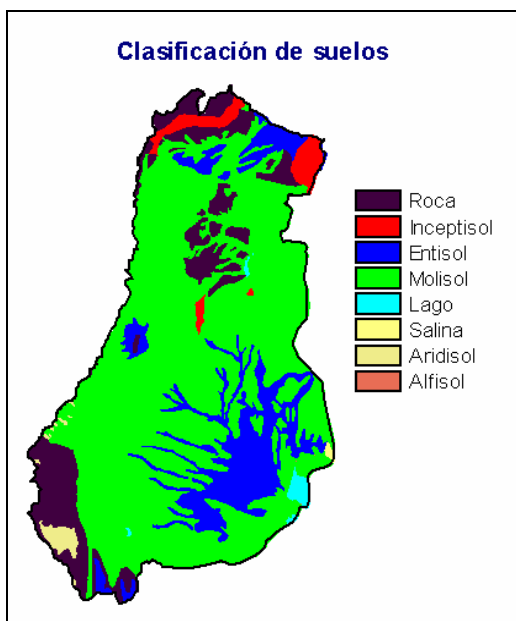 Clasificación de suelos
Roca
Inceptisol
Entisol
Molisol
Lago
Salina
Aridisol
Alfisol